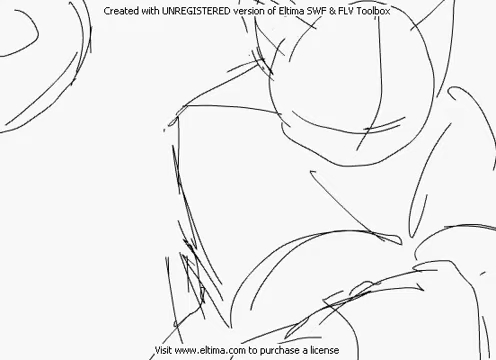 Created with UNREGISTERED version of Eltima SWF & FLV Toolbox
Visit www.eltima.com to purchase a license